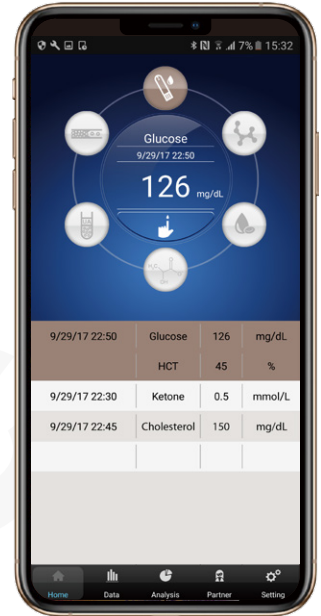 7% 15:32
Glucose
9/29/17 22:50
126 mg/dL
9/29/17 22:50 Glucose 126 mg/dL
HCT 45 %
9/29/17 22:30 Ketone 0.5 mmol/L
9/29/17 22:45 Cholesterol 150 mg/dL
Home Data Analysis Partner Setting